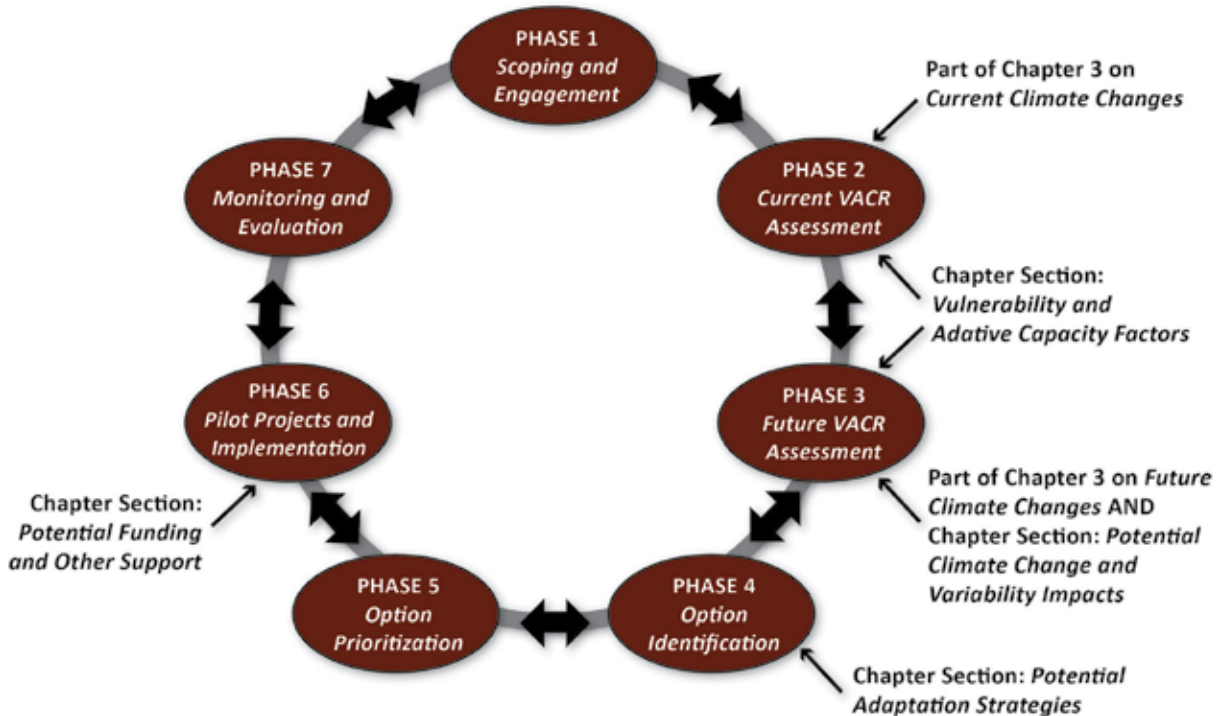 PHASE 1
Scoping and
Engagement
Part of Chapter 3 on
Current Climate Changes
PHASE 2
Current VACR
Assessment
Chapter Section:
Vulnerability and
Adative Capacity Factors
PHASE 3
Future VACR
Assessment
Part of Chapter 3 on Future
Climate Changes AND
Chapter Section: Potential
Climate Change and
Variability Impacts
PHASE 4
Option
Identification
Chapter Section: Potential
Adaptation Strategies
PHASE 5
Option
Prioritization
PHASE 6
Pilot Projects and
Implementation
Chapter Section:
Potential Funding
and Other Support
PHASE 7
Monitoring and
Evaluation